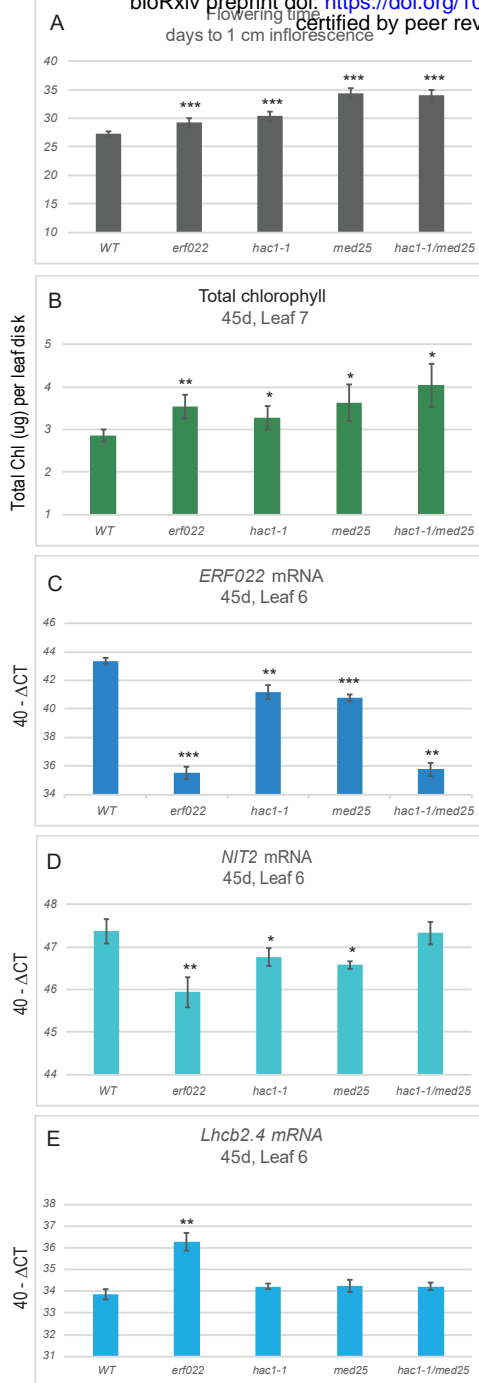 bioRxiv preprint doi: https://doi.org/10
certified by peer rev
A
Flowering time,
days to 1 cm inflorescence
40
35
30
25
20
15
10
***
***
***
***
WT
erf022
hac1-1
med25
hac1-1/med25
B
Total chlorophyll
45d, Leaf 7
Total Chl (ug) per leaf disk
5
4
3
2
1
**
*
*
*
WT
erf022
hac1-1
med25
hac1-1/med25
C
ERF022 mRNA
45d, Leaf 6
40 - ΔCT
46
44
42
40
38
36
34
***
**
***
**
WT
erf022
hac1-1
med25
hac1-1/med25
D
NIT2 mRNA
45d, Leaf 6
40 - ΔCT
48
47
46
45
44
**
*
*
WT
erf022
hac1-1
med25
hac1-1/med25
E
Lhcb2.4 mRNA
45d, Leaf 6
40 - ΔCT
38
37
36
35
34
33
32
31
**
WT
erf022
hac1-1
med25
hac1-1/med25